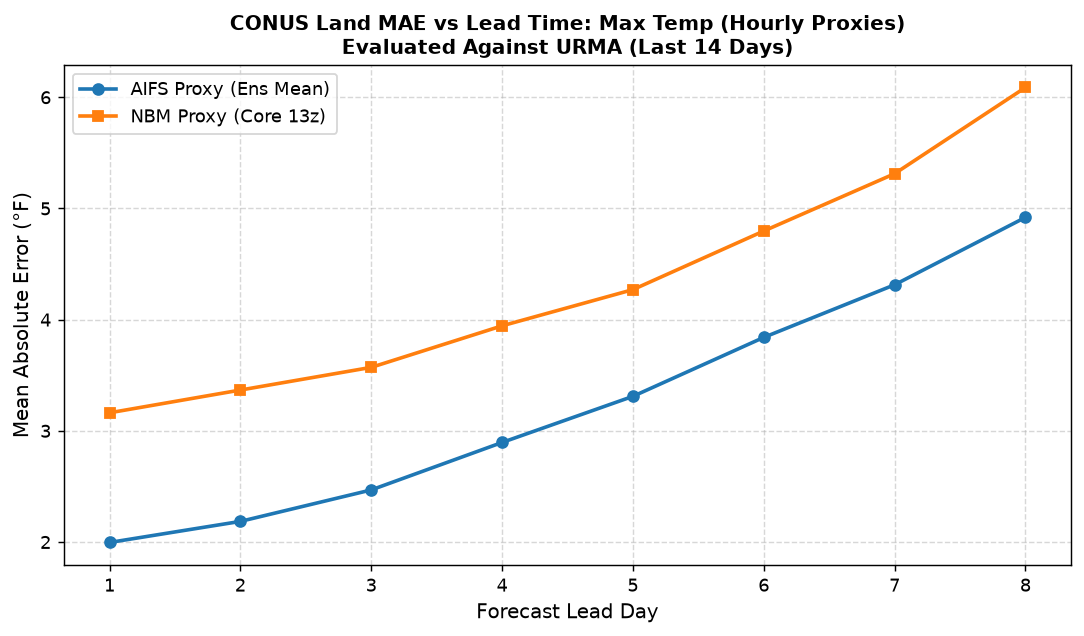 CONUS Land MAE vs Lead Time: Max Temp (Hourly Proxies)
Evaluated Against URMA (Last 14 Days)
AIFS Proxy (Ens Mean)
NBM Proxy (Core 13z)
Mean Absolute Error (°F)
6
5
4
3
2
1 2 3 4 5 6 7 8
Forecast Lead Day